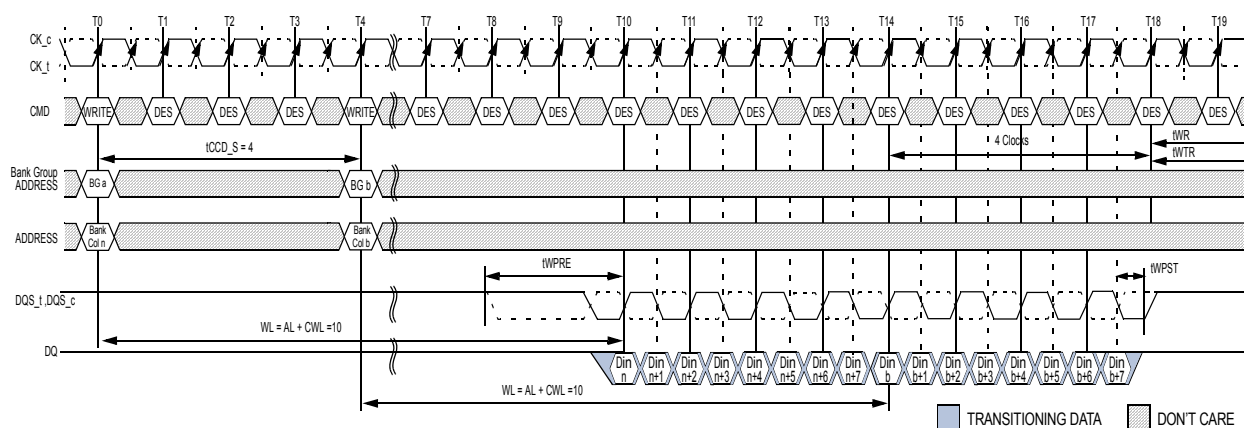 T0 T1 T2 T3 T4 T7 T8 T9 T10 T11 T12 T13 T14 T15 T16 T17 T18 T19
CK_c
CK_t
CMD WRITE DES DES DES WRITE DES DES DES DES DES DES DES DES DES DES DES DES DES
tCCD_S = 4
4 Clocks
tWR
tWTR
Bank Group
ADDRESS
BG a
BG b
ADDRESS
Bank
Col n
Bank
Col b
tWPRE
tWPST
DQS_t ,DQS_c
WL = AL + CWL =10
DQ
Din
n
Din
n+1
Din
n+2
Din
n+3
Din
n+4
Din
n+5
Din
n+6
Din
n+7
Din
b
Din
b+1
Din
b+2
Din
b+3
Din
b+4
Din
b+5
Din
b+6
Din
b+7
WL = AL + CWL =10
TRANSITIONING DATA
DON'T CARE